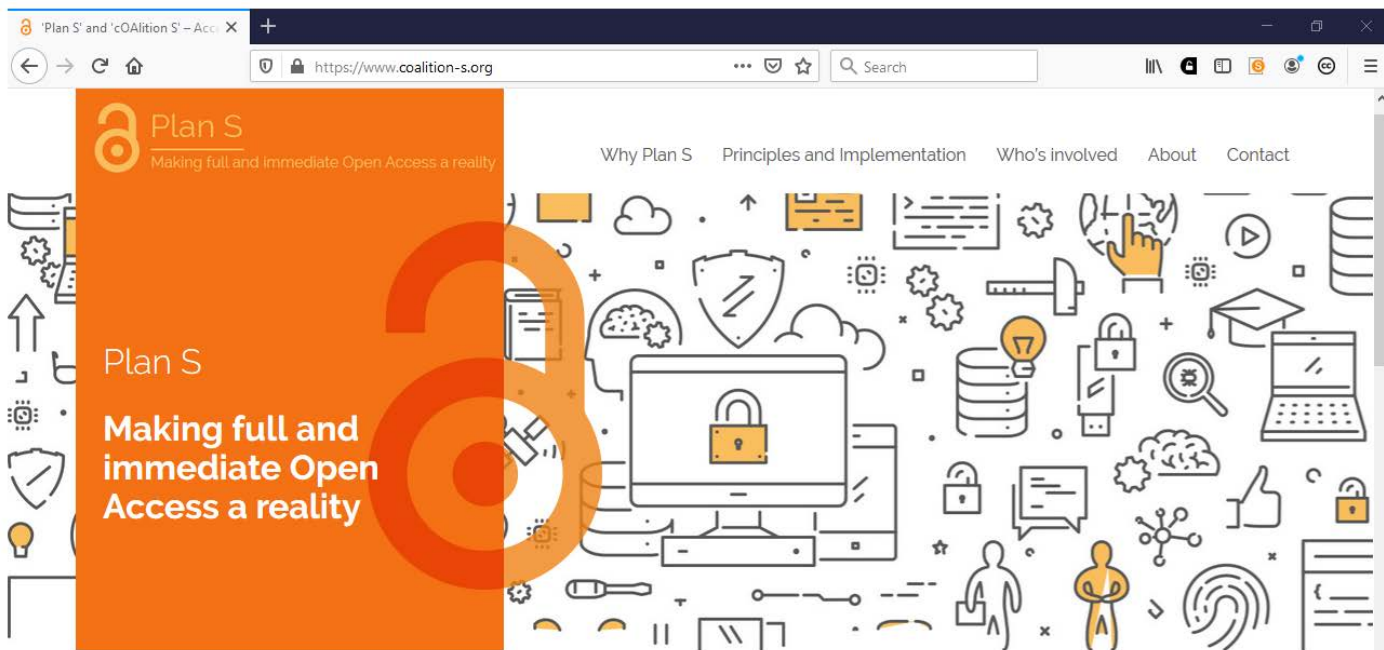 'Plan S' and 'cOAlition S' – Acc
https://www.coalition-s.org
Search
Plan S
Making full and immediate Open Access a reality
Why Plan S Principles and Implementation Who's involved About Contact
Plan S
Making full and
immediate Open
Access a reality